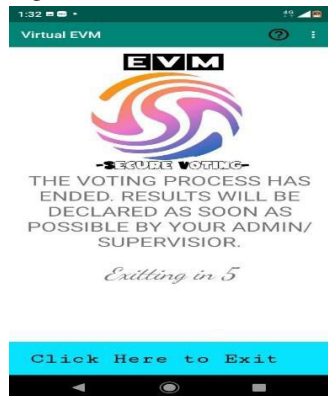 1:32
Virtual EVM
EVM
-SECURE VOTING-
THE VOTING PROCESS HAS
ENDED. RESULTS WILL BE
DECLARED AS SOON AS
POSSIBLE BY YOUR ADMIN/
SUPERVISIOR.
Exitting in 5
Click Here to Exit